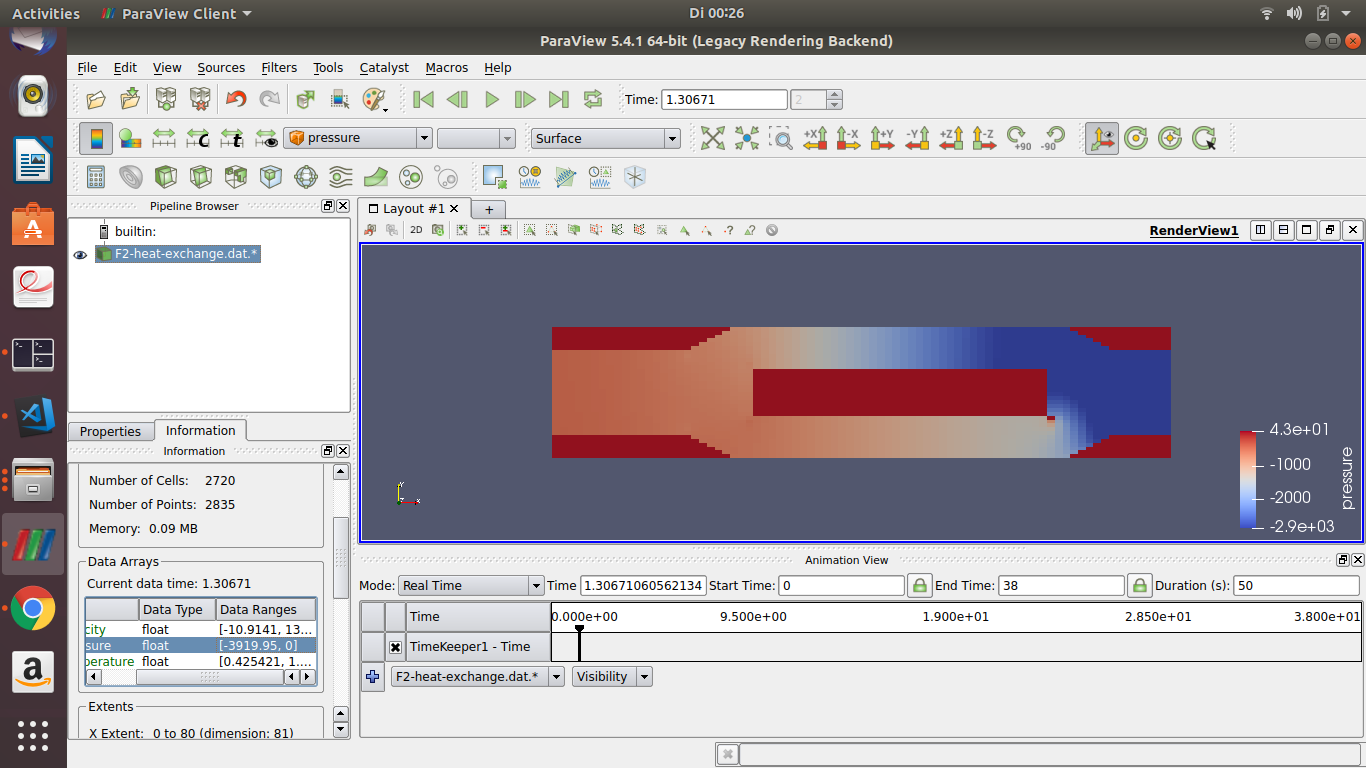 Activities
ParaView Client
Di 00:26
ParaView 5.4.1 64-bit (Legacy Rendering Backend)
File Edit View Sources Filters Tools Catalyst Macros Help
Time: 1.30671 2
pressure Surface +X -X +Y -Y +Z -Z +90 -90
Pipeline Browser
Layout #1
builtin:
2D
RenderView1
F2-heat-exchange.dat.*
Properties Information
Information
Number of Cells: 2720
Number of Points: 2835
Memory: 0.09 MB
Data Arrays
Current data time: 1.30671
Data Type Data Ranges
city float [-10.9141, 13...
sure float [-3919.95, 0]
perature float [0.425421, 1....
Extents
X Extent: 0 to 80 (dimension: 81)
Y
Z X
4.3e+01
-1000
-2000
-2.9e+03
pressure
Animation View
Mode: Real Time Time 1.30671060562134 Start Time: 0 End Time: 38 Duration (s): 50
Time 0.000e+00 9.500e+00 1.900e+01 2.850e+01 3.800e+01
TimeKeeper1 - Time
F2-heat-exchange.dat.* Visibility